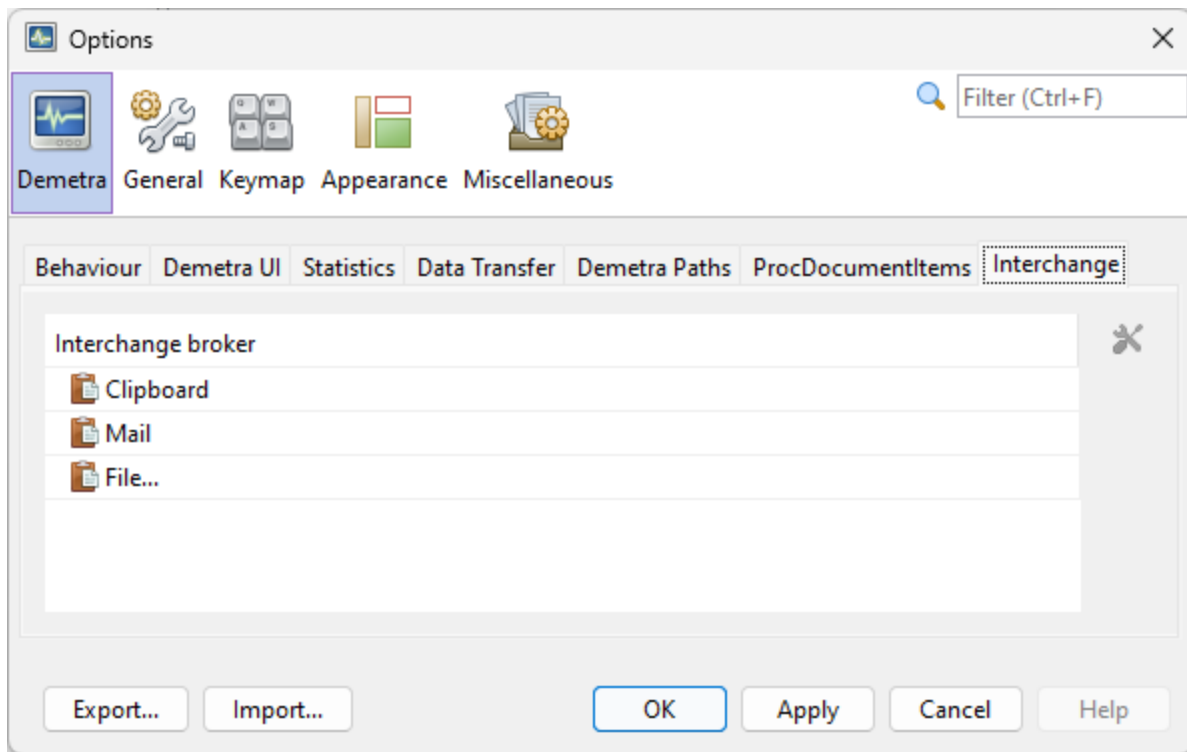 Options
Filter (Ctrl+F)
Demetra General Keymap Appearance Miscellaneous
Behaviour Demetra UI Statistics Data Transfer Demetra Paths ProcDocumentItems Interchange
Interchange broker
Clipboard
Mail
File...
Export... Import... OK Apply Cancel Help